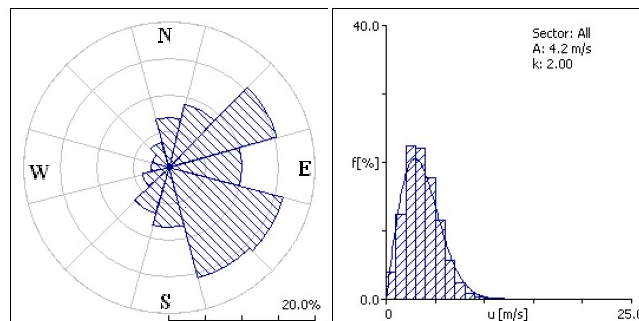 N
W
E
S
20.0%
40.0
Sector: All
A: 4.2 m/s
k: 2.00
f[%]
0.0
0
u [m/s]
25.0